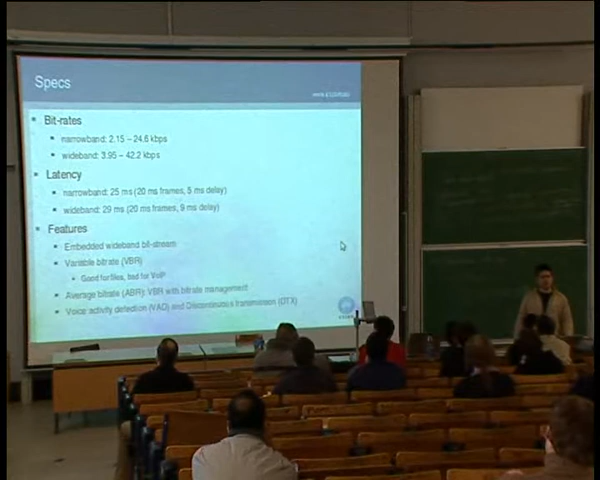 Specs
Bit-rates
narrowband: 2.15 – 24.6 kbps
wideband: 3.95 – 42.2 kbps
Latency
narrowband: 25 ms (20 ms frames, 5 ms delay)
wideband: 29 ms (20 ms frames, 9 ms delay)
Features
Embedded wideband bit-stream
Variable bitrate (VBR)
Good for files, bad for VoIP
Average bitrate (ABR): VBR with bitrate management
Voice activity detection (VAD) and Discontinuous transmission (DTX)